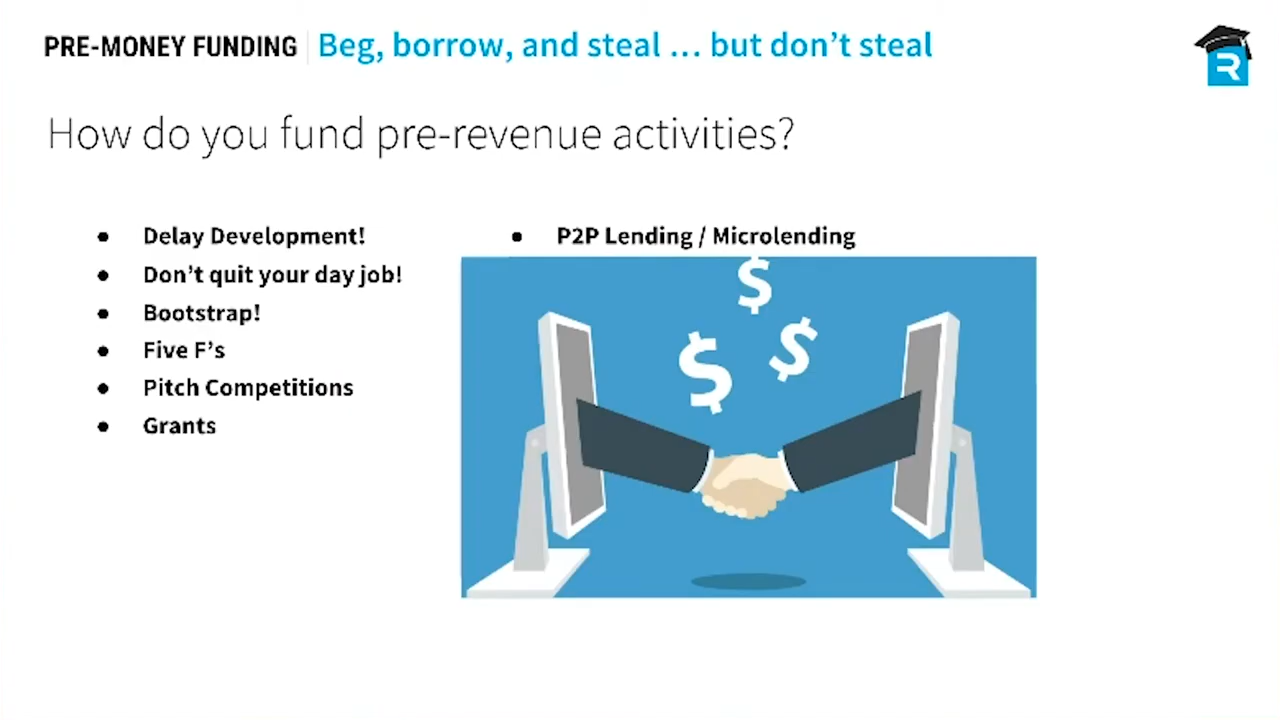 PRE-MONEY FUNDING | Beg, borrow, and steal … but don’t steal
How do you fund pre-revenue activities?
● Delay Development!
● Don’t quit your day job!
● Bootstrap!
● Five F’s
● Pitch Competitions
● Grants
● P2P Lending / Microlending
$
$
$
R